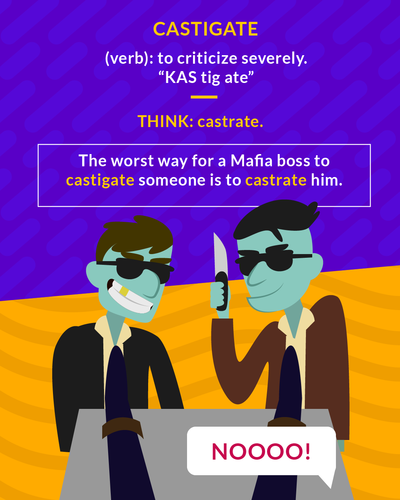 CASTIGATE
(verb): to criticize severely.
“KAS tig ate”
THINK: castrate.
The worst way for a Mafia boss to
castigate someone is to castrate him.
NOOOO!